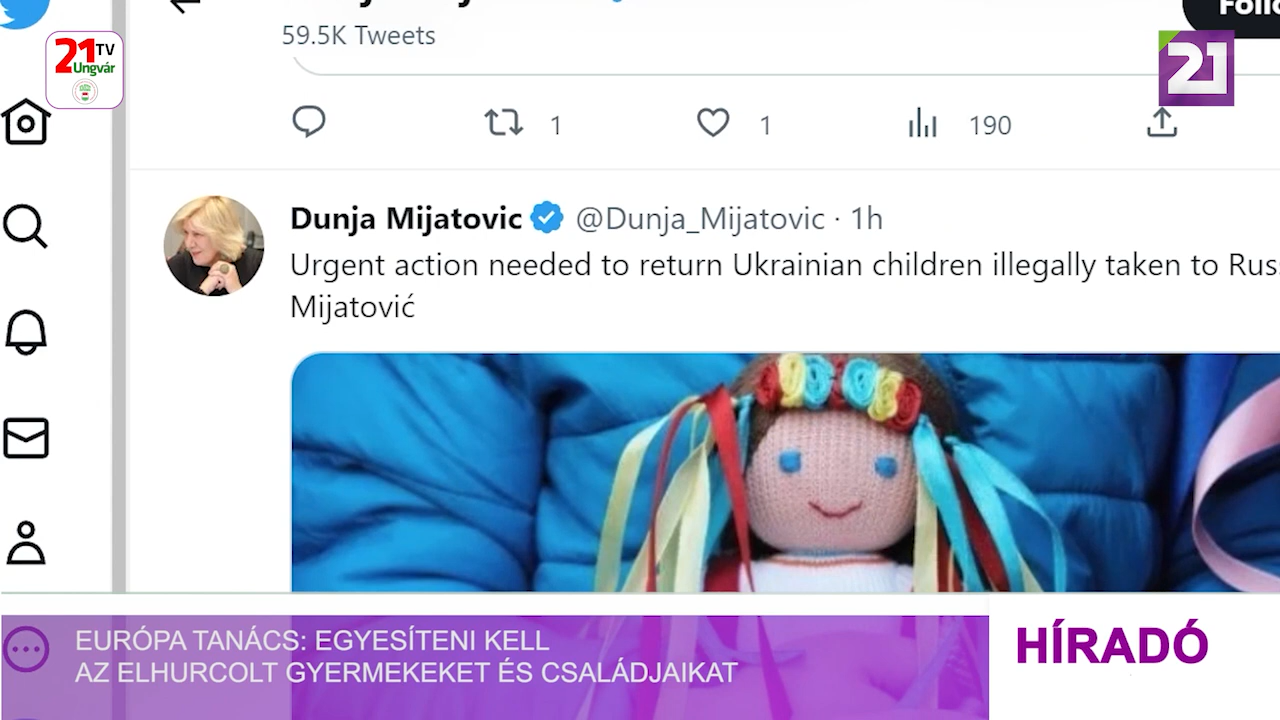 59.5K Tweets
Follo
21 TV
Ungvár
21
1
1
190
Dunja Mijatovic @Dunja_Mijatovic · 1h
Urgent action needed to return Ukrainian children illegally taken to Rus
Mijatović
EURÓPA TANÁCS: EGYESÍTENI KELL
AZ ELHURCOLT GYERMEKEKET ÉS CSALÁDJAIKAT
HÍRADÓ